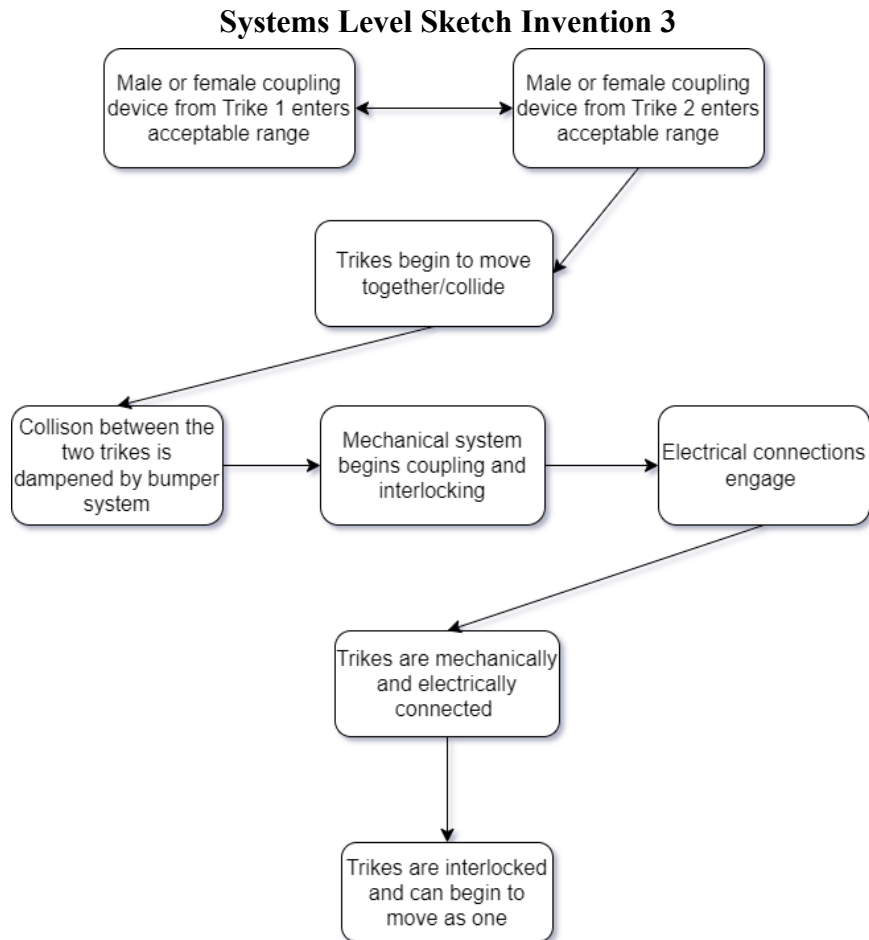 Systems Level Sketch Invention 3
Male or female coupling
device from Trike 1 enters
acceptable range
Male or female coupling
device from Trike 2 enters
acceptable range
Trikes begin to move
together/collide
Collison between the
two trikes is
dampened by bumper
system
Mechanical system
begins coupling and
interlocking
Electrical connections
engage
Trikes are mechanically
and electrically
connected
Trikes are interlocked
and can begin to
move as one